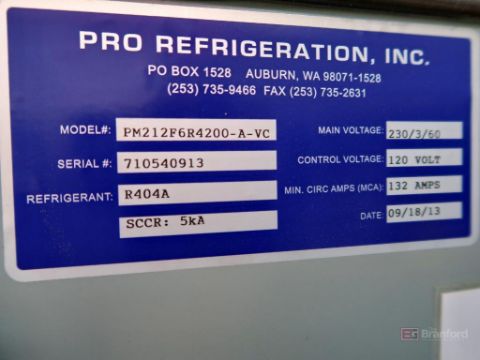 PRO REFRIGERATION, INC.
PO BOX 1528 AUBURN, WA 98071-1528
(253) 735-9466 FAX (253) 735-2631
MODEL#: PM212F6R4200-A-VC
MAIN VOLTAGE: 230/3/60
SERIAL #: 710540913
CONTROL VOLTAGE: 120 VOLT
REFRIGERANT: R404A
MIN. CIRC AMPS (MCA): 132 AMPS
SCCR: 5kA
DATE: 09/18/13
Branford